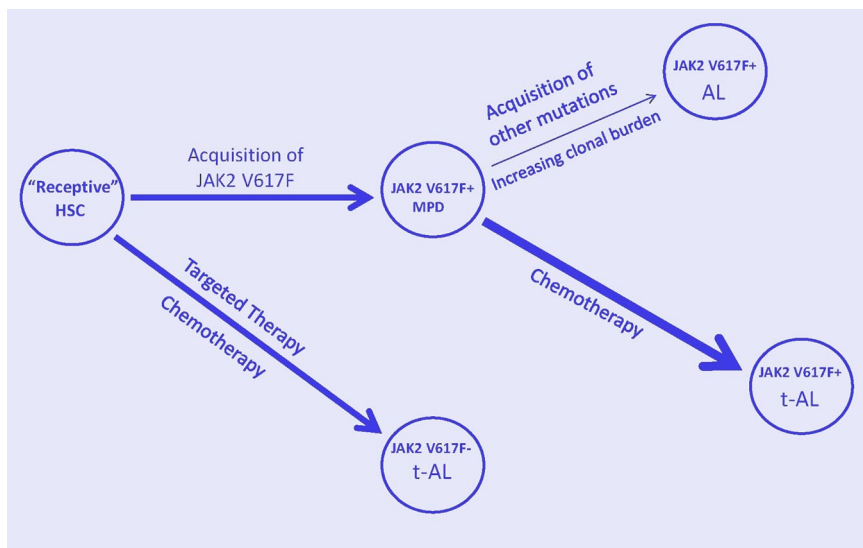 "Receptive"
HSC
Acquisition of
JAK2 V617F
JAK2 V617F+
MPD
Acquisition of
other mutations
Increasing clonal burden
JAK2 V617F+
AL
Chemotherapy
JAK2 V617F+
t-AL
Targeted Therapy
Chemotherapy
JAK2 V617F-
t-AL